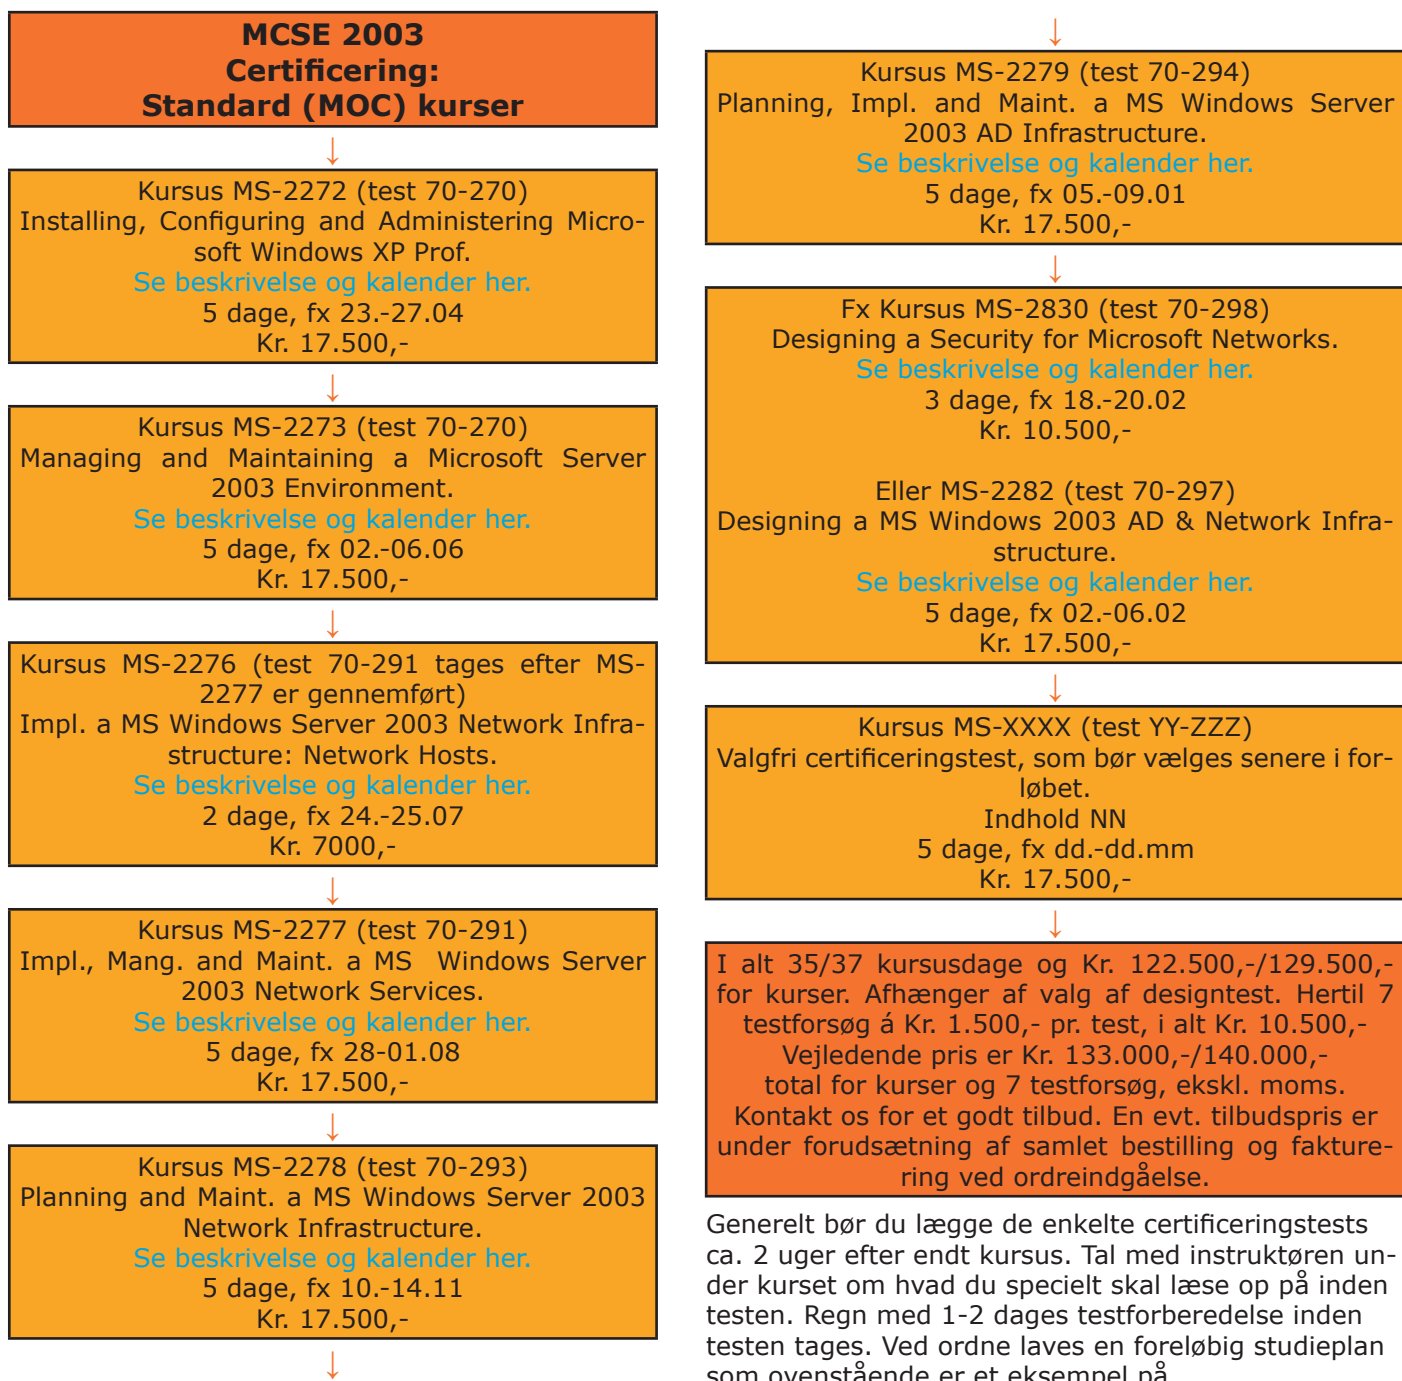 MCSE 2003
Certificering:
Standard (MOC) kurser
↓
Kursus MS-2272 (test 70-270)
Installing, Configuring and Administering Micro-
soft Windows XP Prof.
Se beskrivelse og kalender her.
5 dage, fx 23.-27.04
Kr. 17.500,-
↓
Kursus MS-2273 (test 70-270)
Managing and Maintaining a Microsoft Server
2003 Environment.
Se beskrivelse og kalender her.
5 dage, fx 02.-06.06
Kr. 17.500,-
↓
Kursus MS-2276 (test 70-291 tages efter MS-
2277 er gennemført)
Impl. a MS Windows Server 2003 Network Infra-
structure: Network Hosts.
Se beskrivelse og kalender her.
2 dage, fx 24.-25.07
Kr. 7000,-
↓
Kursus MS-2277 (test 70-291)
Impl., Mang. and Maint. a MS Windows Server
2003 Network Services.
Se beskrivelse og kalender her.
5 dage, fx 28-01.08
Kr. 17.500,-
↓
Kursus MS-2278 (test 70-293)
Planning and Maint. a MS Windows Server 2003
Network Infrastructure.
Se beskrivelse og kalender her.
5 dage, fx 10.-14.11
Kr. 17.500,-
↓
↓
Kursus MS-2279 (test 70-294)
Planning, Impl. and Maint. a MS Windows Server
2003 AD Infrastructure.
Se beskrivelse og kalender her.
5 dage, fx 05.-09.01
Kr. 17.500,-
↓
Fx Kursus MS-2830 (test 70-298)
Designing a Security for Microsoft Networks.
Se beskrivelse og kalender her.
3 dage, fx 18.-20.02
Kr. 10.500,-
Eller MS-2282 (test 70-297)
Designing a MS Windows 2003 AD & Network Infra-
structure.
Se beskrivelse og kalender her.
5 dage, fx 02.-06.02
Kr. 17.500,-
↓
Kursus MS-XXXX (test YY-ZZZ)
Valgfri certificeringstest, som bør vælges senere i for-
løbet.
Indhold NN
5 dage, fx dd.-dd.mm
Kr. 17.500,-
↓
I alt 35/37 kursusdage og Kr. 122.500,-/129.500,-
for kurser. Afhænger af valg af designtest. Hertil 7
testforsøg á Kr. 1.500,- pr. test, i alt Kr. 10.500,-
Vejledende pris er Kr. 133.000,-/140.000,-
total for kurser og 7 testforsøg, ekskl. moms.
Kontakt os for et godt tilbud. En evt. tilbudspris er
under forudsætning af samlet bestilling og fakture-
ring ved ordreindgåelse.
Generelt bør du lægge de enkelte certificeringstests
ca. 2 uger efter endt kursus. Tal med instruktøren un-
der kurset om hvad du specielt skal læse op på inden
testen. Regn med 1-2 dages testforberedelse inden
testen tages. Ved ordne laves en foreløbig studieplan
som ovenstående er et eksempel på